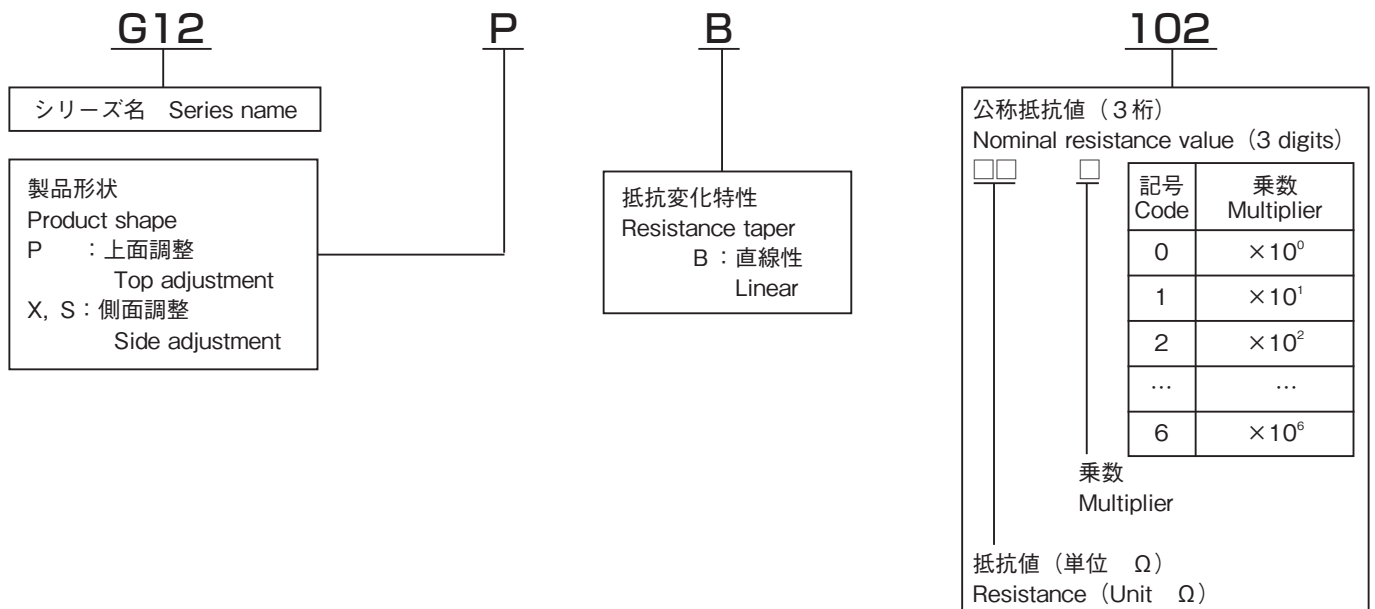 G12 P B 102
シリーズ名 Series name
製品形状
Product shape
P ：上面調整
Top adjustment
X, S：側面調整
Side adjustment
抵抗変化特性
Resistance taper
B ：直線性
Linear
公称抵抗値（３桁）
Nominal resistance value（3 digits）
□□ □
記号 乗数
Code Multiplier
0 ×10⁰
1 ×10¹
2 ×10²
… …
6 ×10⁶
乗数
Multiplier
抵抗値（単位 Ω）
Resistance（Unit Ω）